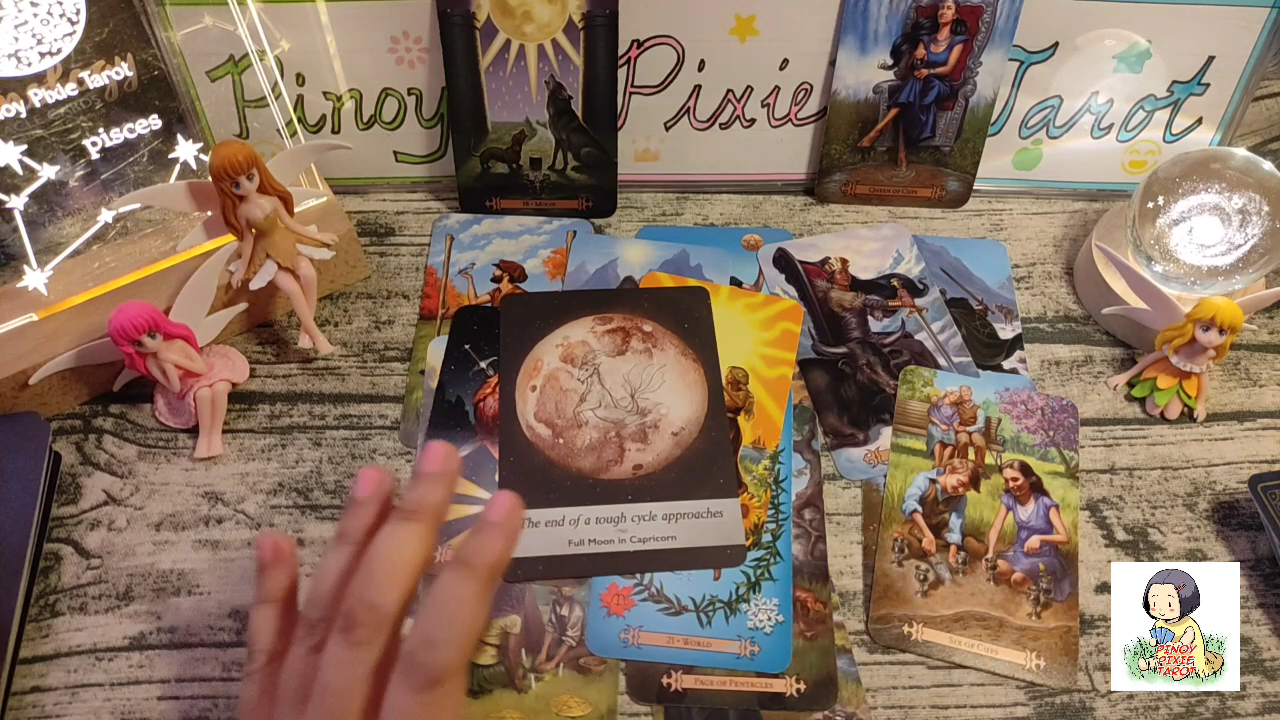 Pinoy Pixie Tarot
noy Pixie Tarot
pisces
18 • Moon
Queen of Cups
The end of a tough cycle approaches
Full Moon in Capricorn
21 • World
Page of Pentacles
Six of Cups
PINOY
PIXIE
TAROT